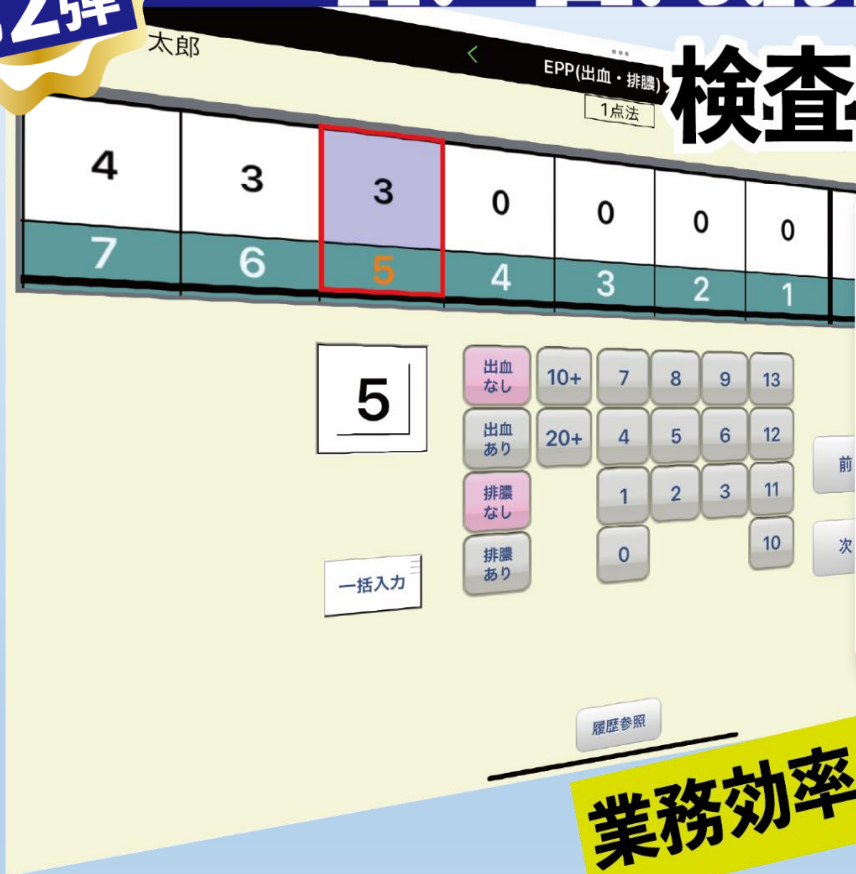 第2弾
太郎
<
EPP(出血・排膿)
1点法
検査
4 3 3 0 0 0 0
7 6 5 4 3 2 1
5
出血なし 10+ 7 8 9 13
出血あり 20+ 4 5 6 12
排膿なし 1 2 3 11
排膿あり 0 10
前
次
一括入力
履歴参照
業務効率